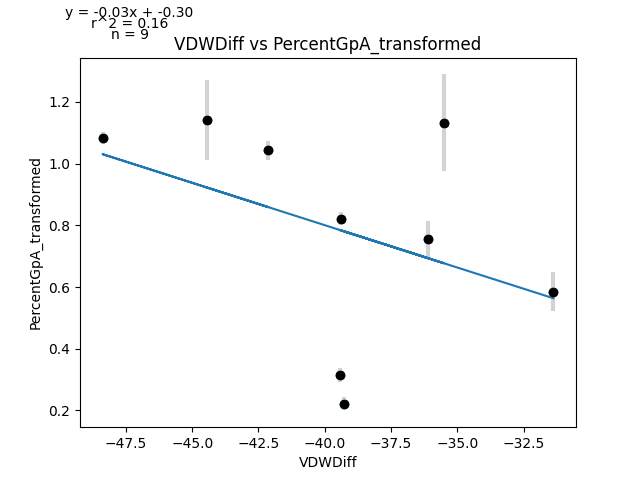 y = -0.03x + -0.30
r^2 = 0.16
n = 9
VDWDiff vs PercentGpA_transformed
1.2
1.0
0.8
0.6
0.4
0.2
PercentGpA_transformed
−47.5 −45.0 −42.5 −40.0 −37.5 −35.0 −32.5
VDWDiff